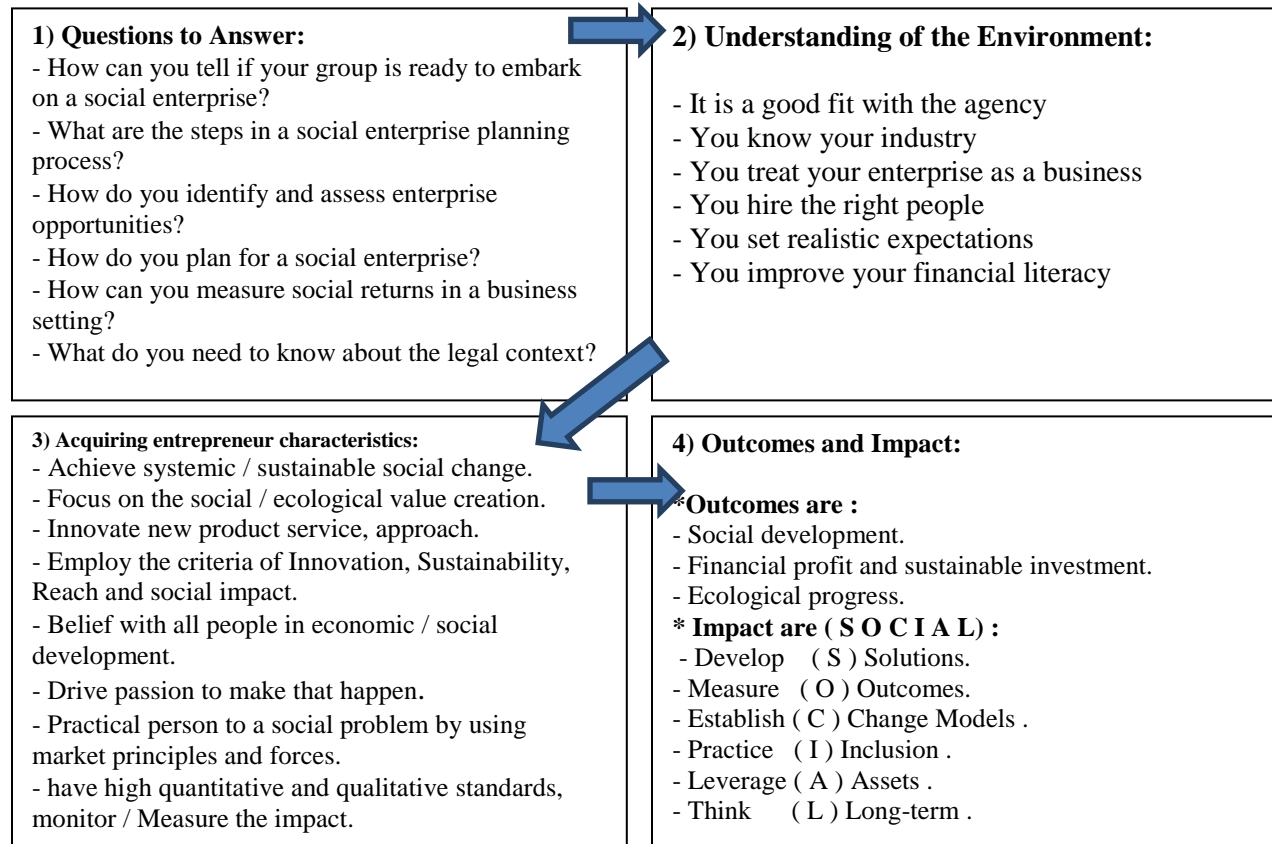 1) Questions to Answer:
- How can you tell if your group is ready to embark
on a social enterprise?
- What are the steps in a social enterprise planning
process?
- How do you identify and assess enterprise
opportunities?
- How do you plan for a social enterprise?
- How can you measure social returns in a business
setting?
- What do you need to know about the legal context?
2) Understanding of the Environment:
- It is a good fit with the agency
- You know your industry
- You treat your enterprise as a business
- You hire the right people
- You set realistic expectations
- You improve your financial literacy
3) Acquiring entrepreneur characteristics:
- Achieve systemic / sustainable social change.
- Focus on the social / ecological value creation.
- Innovate new product service, approach.
- Employ the criteria of Innovation, Sustainability,
Reach and social impact.
- Belief with all people in economic / social
development.
- Drive passion to make that happen.
- Practical person to a social problem by using
market principles and forces.
- have high quantitative and qualitative standards,
monitor / Measure the impact.
4) Outcomes and Impact:
*Outcomes are :
- Social development.
- Financial profit and sustainable investment.
- Ecological progress.
* Impact are ( S O C I A L) :
- Develop ( S ) Solutions.
- Measure ( O ) Outcomes.
- Establish ( C ) Change Models .
- Practice ( I ) Inclusion .
- Leverage ( A ) Assets .
- Think ( L ) Long-term .